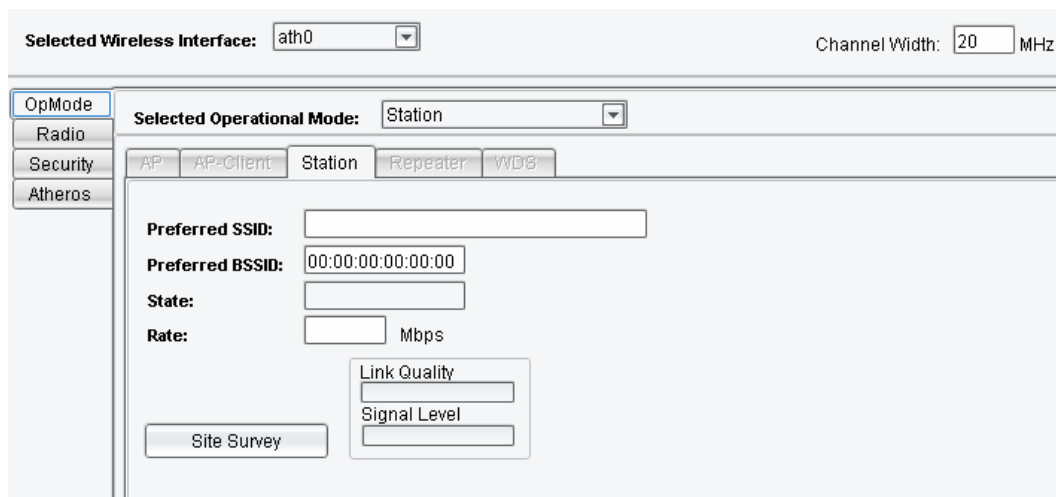 Selected Wireless Interface: ath0 Channel Width: 20 MHz
OpMode
Selected Operational Mode: Station
Radio
Security
AP AP-Client Station Repeater WDS
Atheros
Preferred SSID:
Preferred BSSID: 00:00:00:00:00:00
State:
Rate: Mbps
Link Quality
Signal Level
Site Survey